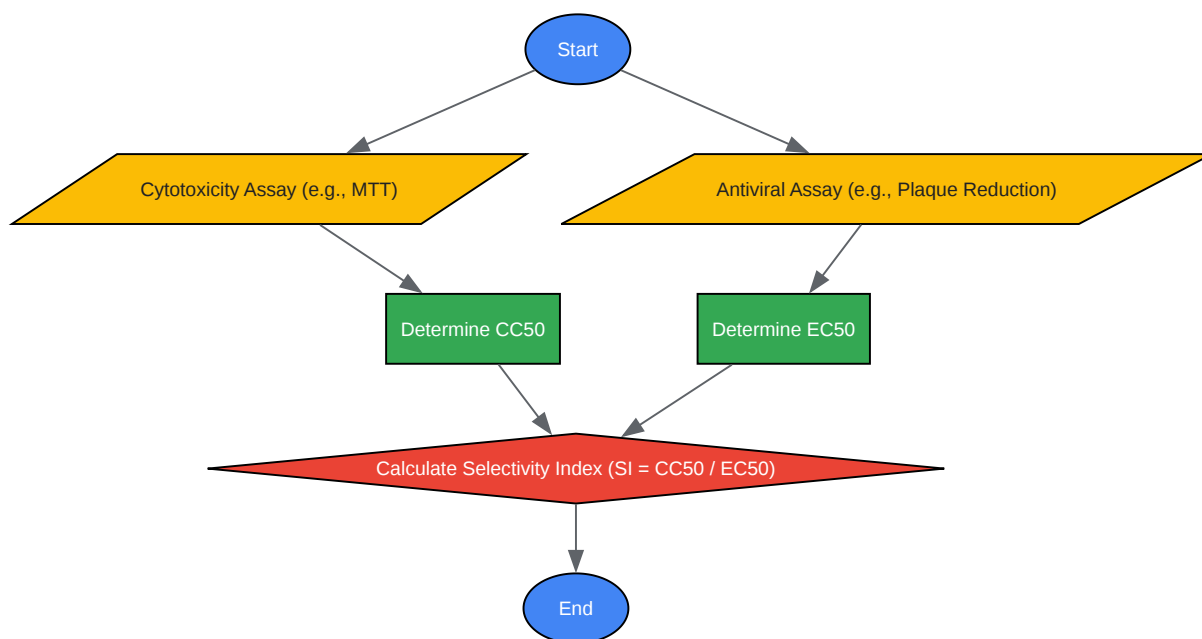 Start
Cytotoxicity Assay (e.g., MTT)
Antiviral Assay (e.g., Plaque Reduction)
Determine CC50
Determine EC50
Calculate Selectivity Index (SI = CC50 / EC50)
End